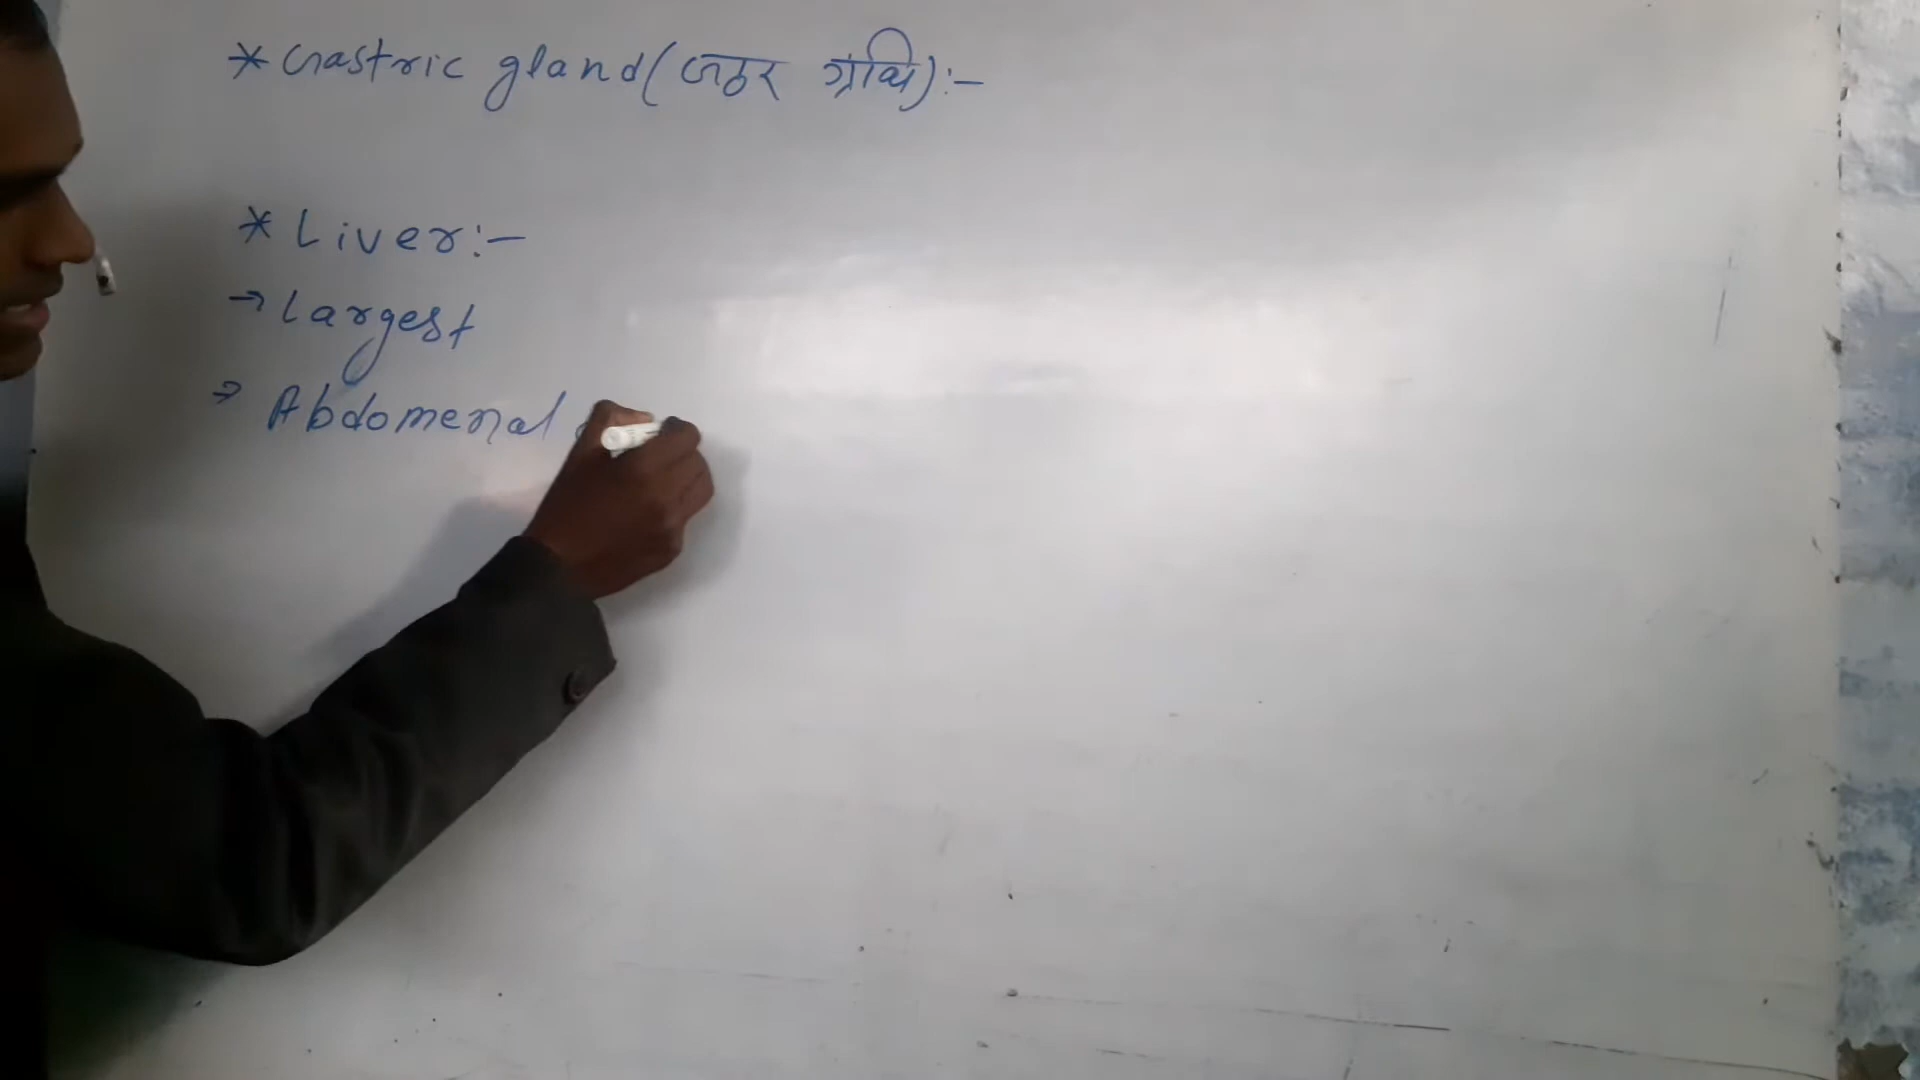 * Gastric gland (जठर ग्रंथि) :-
* Liver :-
→ Largest
→ Abdomenal